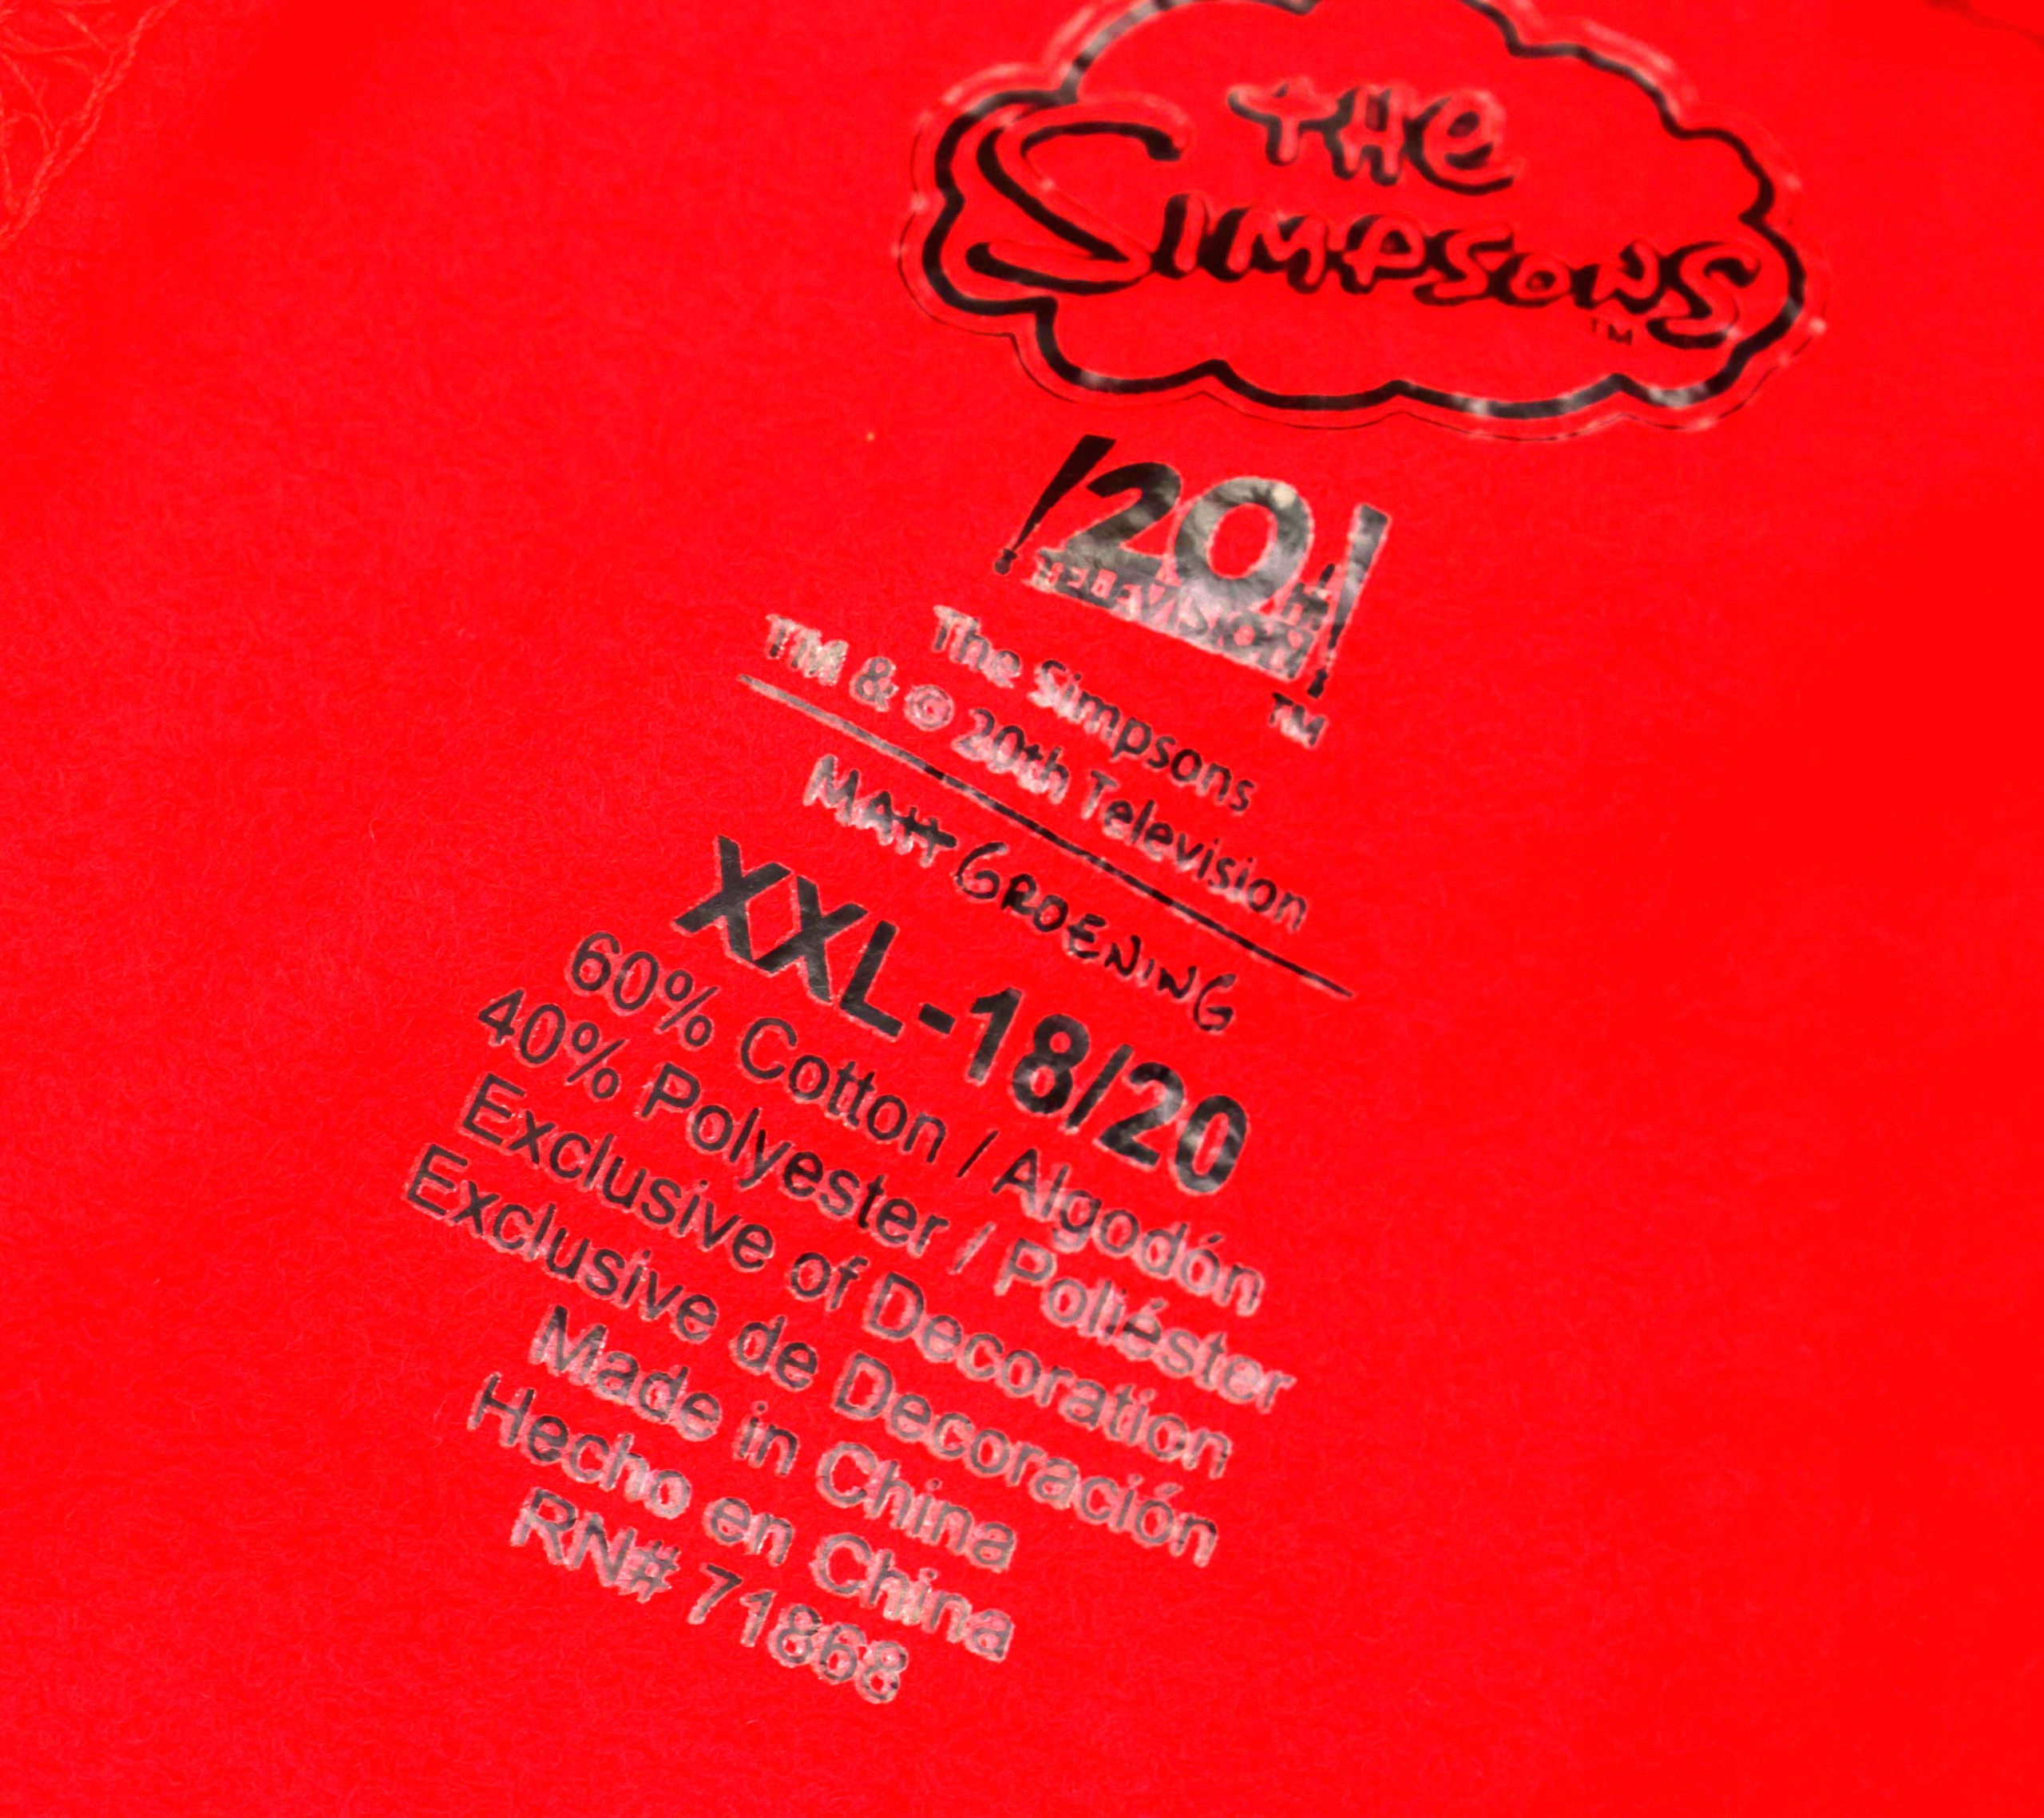 THE
SIMPSONS
TM
20TH
TELEVISION
TM
The Simpsons
TM & © 20th Television
MATT GROENING
XXL-18/20
60% Cotton / Algodón
40% Polyester / Poliéster
Exclusive of Decoration
Exclusive de Decoración
Made in China
Hecho en China
RN# 71868